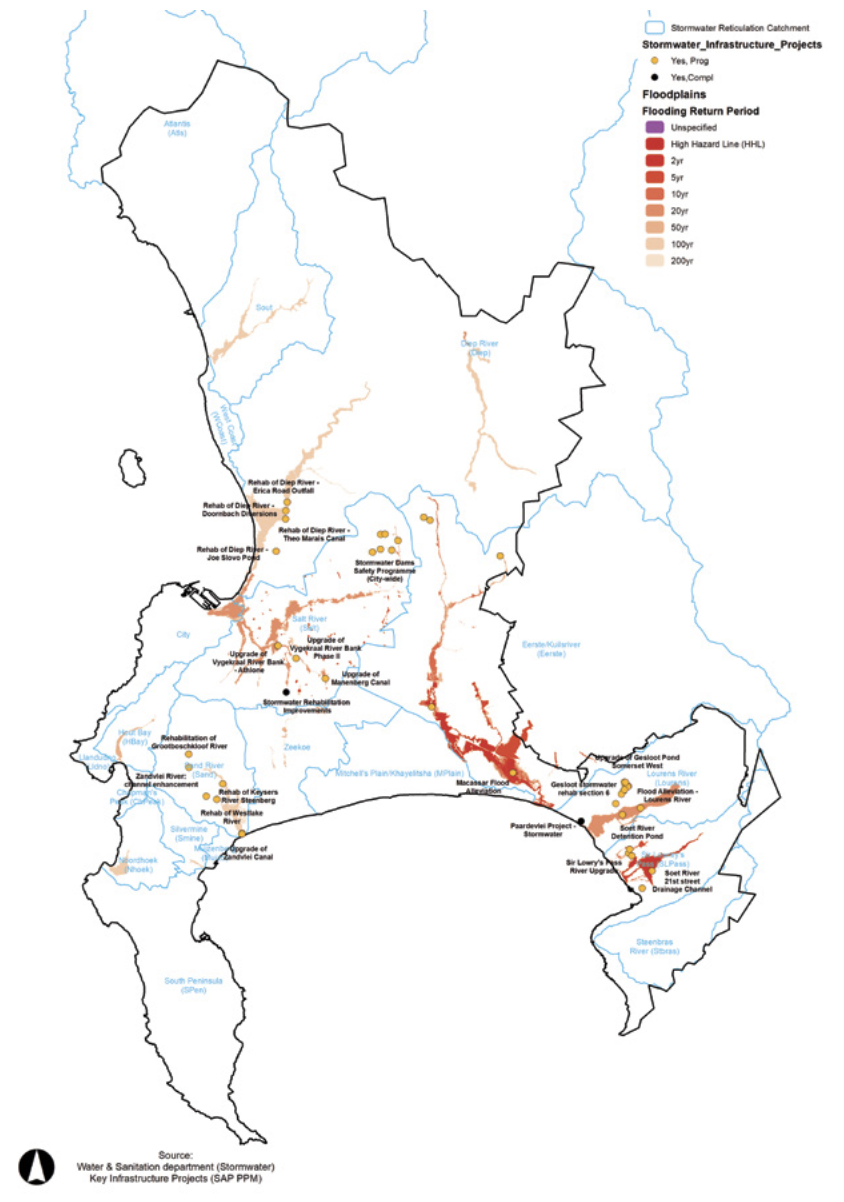 Stormwater Reticulation Catchment
Stormwater_Infrastructure_Projects
Yes, Prog
Yes,Compl
Floodplains
Flooding Return Period
Unspecified
High Hazard Line (HHL)
2yr
5yr
10yr
20yr
50yr
100yr
200yr
Atlantis
(Atls)
Sout
Diep River
(Diep)
West Coast
(WCoast)
Rehab of Diep River -
Erica Road Outfall
Rehab of Diep River -
Doornbach Diversions
Rehab of Diep River -
Theo Marais Canal
Rehab of Diep River -
Joe Slovo Pond
Stormwater Dams
Safety Programme
(City-wide)
Salt River
(Salt)
City
Upgrade of
Vygekraal River Bank
Phase II
Upgrade of
Vygekraal River Bank
- Athlone
Upgrade of
Manenberg Canal
Stormwater Rehabilitation
Improvements
Eerste/Kuilsriver
(Eerste)
Hout Bay
(HBay)
Rehabilitation of
Grootboschkloof River
Zeekoe
Sand River
(Sand)
Mitchell's Plain/Khayelitsha (MPlain)
Zandvlei River:
channel enhancement
Rehab of Keysers
River Steenberg
Rehab of Westlake
River
Silvermine
(Smine)
Upgrade of
Zandvlei Canal
Noordhoek
(Nhoek)
Macassar Flood
Alleviation
Upgrade of Gesloot Pond
Somerset West
Lourens River
(Lourens)
Gesloot stormwater
rehab section 6
Flood Alleviation -
Lourens River
Paardevlei Project -
Stormwater
Soet River
Detention Pond
Sir Lowry's Pass
River Upgrade
Soet River
21st street
Drainage Channel
Steenbras
River (Stbras)
South Peninsula
(SPen)
Source:
Water & Sanitation department (Stormwater)
Key Infrastructure Projects (SAP PPM)